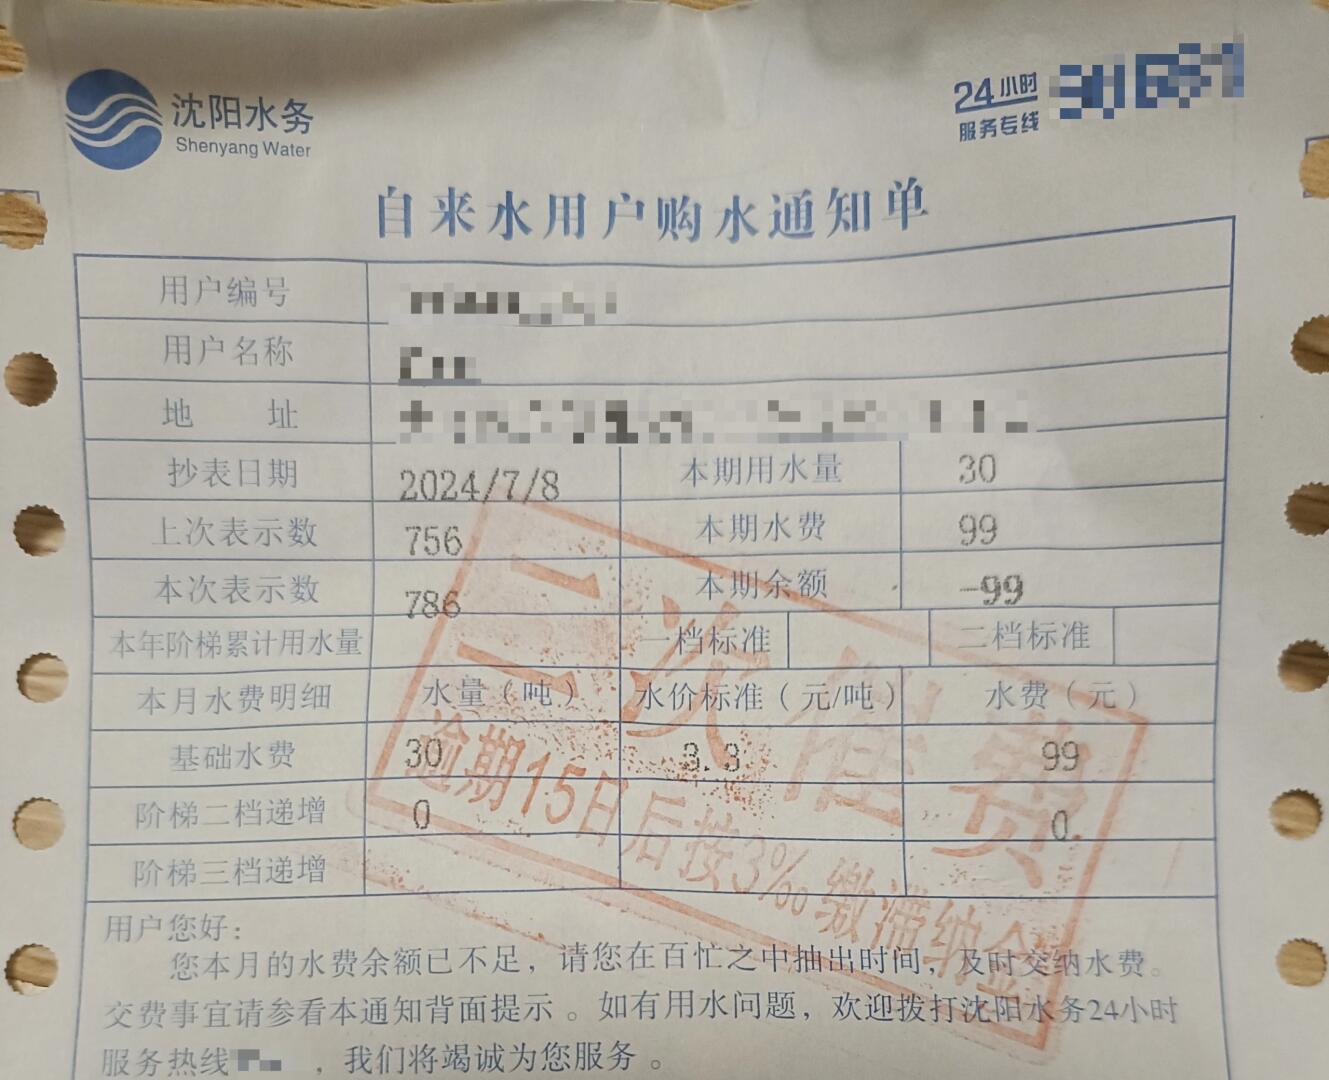 沈阳水务
Shenyang Water
24小时
服务专线
自来水用户购水通知单
用户编号
用户名称
地 址
抄表日期 2024/7/8 本期用水量 30
上次表示数 756 本期水费 99
本次表示数 786 本期余额 -99
本年阶梯累计用水量 一档标准 二档标准
本月水费明细 水量(吨) 水价标准(元/吨) 水费(元)
基础水费 30 3.3 99
阶梯二档递增 0 0
阶梯三档递增
三次催费
逾期15日后按3‰缴滞纳金
用户您好:
您本月的水费余额已不足,请您在百忙之中抽出时间,及时交纳水费。
交费事宜请参看本通知背面提示。如有用水问题,欢迎拨打沈阳水务24小时
服务热线 ,我们将竭诚为您服务。